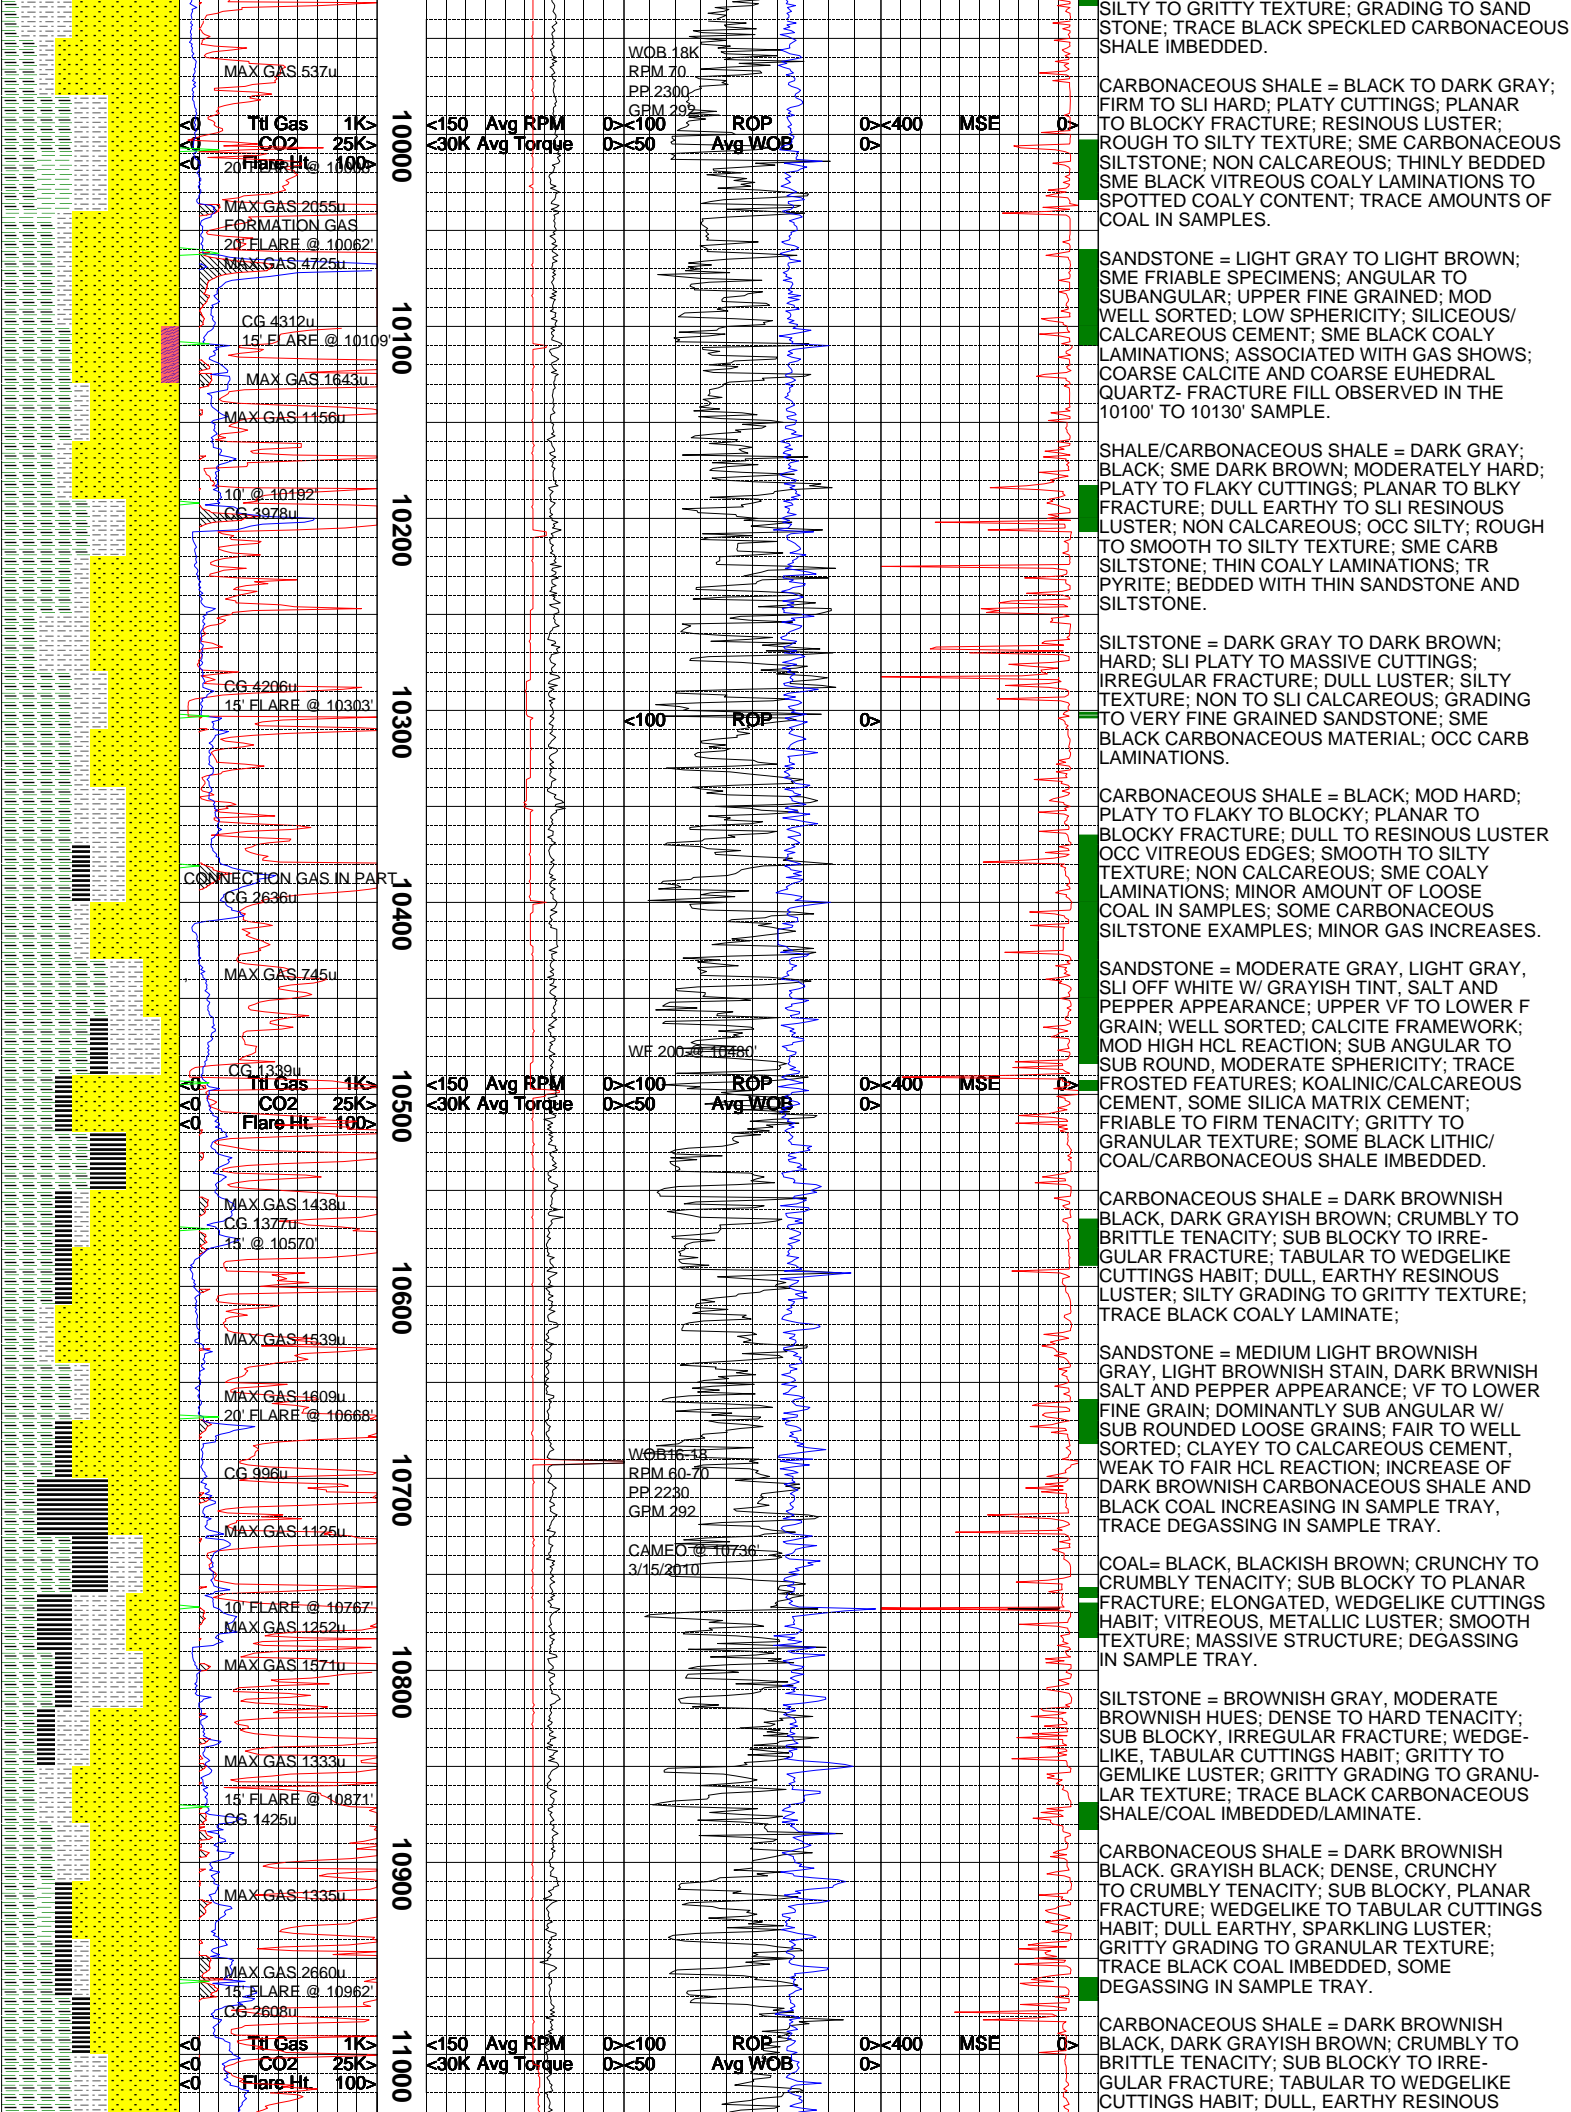 SILTY TO GRITTY TEXTURE; GRADING TO SAND
STONE; TRACE BLACK SPECKLED CARBONACEOUS
SHALE IMBEDDED.
WOB 18K
RPM 70
PP 2300
GPM 292
MAX GAS 537u
<0 Ttl Gas 1K> <150 Avg RPM 0><100 ROP 0><400 MSE 0>
<0 CO2 25K> <30K Avg Torque 0><50 Avg WOB 0>
<0 Flare Ht. 100>
10000
20' FLARE @ 10008'
MAX GAS 2055u
FORMATION GAS
20' FLARE @ 10062'
MAX GAS 4725u
CG 4312u
15' FLARE @ 10109'
10100
MAX GAS 1643u
MAX GAS 1156u
10' @ 10192'
CG 3978u
10200
CG 4206u
15' FLARE @ 10303'
<100 ROP 0>
10300
CONNECTION GAS IN PART
CG 2636u
10400
MAX GAS 745u
WF 200 @ 10480'
CG 1339u
<0 Ttl Gas 1K> <150 Avg RPM 0><100 ROP 0><400 MSE 0>
<0 CO2 25K> <30K Avg Torque 0><50 Avg WOB 0>
<0 Flare Ht. 100>
10500
MAX GAS 1438u
CG 1377u
15' @ 10570'
10600
MAX GAS 1539u
MAX GAS 1609u
20' FLARE @ 10668'
WOB16-18
RPM 60-70
PP 2230
GPM 292
CG 996u
10700
MAX GAS 1125u
CAMEO @ 10736'
3/15/2010
10' FLARE @ 10767'
MAX GAS 1252u
MAX GAS 1571u
10800
MAX GAS 1333u
15' FLARE @ 10871'
CG 1425u
10900
MAX GAS 1335u
MAX GAS 2660u
15' FLARE @ 10962'
CG 2608u
<0 Ttl Gas 1K> <150 Avg RPM 0><100 ROP 0><400 MSE 0>
<0 CO2 25K> <30K Avg Torque 0><50 Avg WOB 0>
<0 Flare Ht. 100>
11000
CARBONACEOUS SHALE = BLACK TO DARK GRAY;
FIRM TO SLI HARD; PLATY CUTTINGS; PLANAR
TO BLOCKY FRACTURE; RESINOUS LUSTER;
ROUGH TO SILTY TEXTURE; SME CARBONACEOUS
SILTSTONE; NON CALCAREOUS; THINLY BEDDED
SME BLACK VITREOUS COALY LAMINATIONS TO
SPOTTED COALY CONTENT; TRACE AMOUNTS OF
COAL IN SAMPLES.
SANDSTONE = LIGHT GRAY TO LIGHT BROWN;
SME FRIABLE SPECIMENS; ANGULAR TO
SUBANGULAR; UPPER FINE GRAINED; MOD
WELL SORTED; LOW SPHERICITY; SILICEOUS/
CALCAREOUS CEMENT; SME BLACK COALY
LAMINATIONS; ASSOCIATED WITH GAS SHOWS;
COARSE CALCITE AND COARSE EUHEDRAL
QUARTZ- FRACTURE FILL OBSERVED IN THE
10100' TO 10130' SAMPLE.
SHALE/CARBONACEOUS SHALE = DARK GRAY;
BLACK; SME DARK BROWN; MODERATELY HARD;
PLATY TO FLAKY CUTTINGS; PLANAR TO BLKY
FRACTURE; DULL EARTHY TO SLI RESINOUS
LUSTER; NON CALCAREOUS; OCC SILTY; ROUGH
TO SMOOTH TO SILTY TEXTURE; SME CARB
SILTSTONE; THIN COALY LAMINATIONS; TR
PYRITE; BEDDED WITH THIN SANDSTONE AND
SILTSTONE.
SILTSTONE = DARK GRAY TO DARK BROWN;
HARD; SLI PLATY TO MASSIVE CUTTINGS;
IRREGULAR FRACTURE; DULL LUSTER; SILTY
TEXTURE; NON TO SLI CALCAREOUS; GRADING
TO VERY FINE GRAINED SANDSTONE; SME
BLACK CARBONACEOUS MATERIAL; OCC CARB
LAMINATIONS.
CARBONACEOUS SHALE = BLACK; MOD HARD;
PLATY TO FLAKY TO BLOCKY; PLANAR TO
BLOCKY FRACTURE; DULL TO RESINOUS LUSTER
OCC VITREOUS EDGES; SMOOTH TO SILTY
TEXTURE; NON CALCAREOUS; SME COALY
LAMINATIONS; MINOR AMOUNT OF LOOSE
COAL IN SAMPLES; SOME CARBONACEOUS
SILTSTONE EXAMPLES; MINOR GAS INCREASES.
SANDSTONE = MODERATE GRAY, LIGHT GRAY,
SLI OFF WHITE W/ GRAYISH TINT, SALT AND
PEPPER APPEARANCE; UPPER VF TO LOWER F
GRAIN; WELL SORTED; CALCITE FRAMEWORK;
MOD HIGH HCL REACTION; SUB ANGULAR TO
SUB ROUND, MODERATE SPHERICITY; TRACE
FROSTED FEATURES; KOALINIC/CALCAREOUS
CEMENT, SOME SILICA MATRIX CEMENT;
FRIABLE TO FIRM TENACITY; GRITTY TO
GRANULAR TEXTURE; SOME BLACK LITHIC/
COAL/CARBONACEOUS SHALE IMBEDDED.
CARBONACEOUS SHALE = DARK BROWNISH
BLACK, DARK GRAYISH BROWN; CRUMBLY TO
BRITTLE TENACITY; SUB BLOCKY TO IRRE-
GULAR FRACTURE; TABULAR TO WEDGELIKE
CUTTINGS HABIT; DULL, EARTHY RESINOUS
LUSTER; SILTY GRADING TO GRITTY TEXTURE;
TRACE BLACK COALY LAMINATE;
SANDSTONE = MEDIUM LIGHT BROWNISH
GRAY, LIGHT BROWNISH STAIN, DARK BRWNISH
SALT AND PEPPER APPEARANCE; VF TO LOWER
FINE GRAIN; DOMINANTLY SUB ANGULAR W/
SUB ROUNDED LOOSE GRAINS; FAIR TO WELL
SORTED; CLAYEY TO CALCAREOUS CEMENT,
WEAK TO FAIR HCL REACTION; INCREASE OF
DARK BROWNISH CARBONACEOUS SHALE AND
BLACK COAL INCREASING IN SAMPLE TRAY,
TRACE DEGASSING IN SAMPLE TRAY.
COAL= BLACK, BLACKISH BROWN; CRUNCHY TO
CRUMBLY TENACITY; SUB BLOCKY TO PLANAR
FRACTURE; ELONGATED, WEDGELIKE CUTTINGS
HABIT; VITREOUS, METALLIC LUSTER; SMOOTH
TEXTURE; MASSIVE STRUCTURE; DEGASSING
IN SAMPLE TRAY.
SILTSTONE = BROWNISH GRAY, MODERATE
BROWNISH HUES; DENSE TO HARD TENACITY;
SUB BLOCKY, IRREGULAR FRACTURE; WEDGE-
LIKE, TABULAR CUTTINGS HABIT; GRITTY TO
GEMLIKE LUSTER; GRITTY GRADING TO GRANU-
LAR TEXTURE; TRACE BLACK CARBONACEOUS
SHALE/COAL IMBEDDED/LAMINATE.
CARBONACEOUS SHALE = DARK BROWNISH
BLACK. GRAYISH BLACK; DENSE, CRUNCHY
TO CRUMBLY TENACITY; SUB BLOCKY, PLANAR
FRACTURE; WEDGELIKE TO TABULAR CUTTINGS
HABIT; DULL EARTHY, SPARKLING LUSTER;
GRITTY GRADING TO GRANULAR TEXTURE;
TRACE BLACK COAL IMBEDDED, SOME
DEGASSING IN SAMPLE TRAY.
CARBONACEOUS SHALE = DARK BROWNISH
BLACK, DARK GRAYISH BROWN; CRUMBLY TO
BRITTLE TENACITY; SUB BLOCKY TO IRRE-
GULAR FRACTURE; TABULAR TO WEDGELIKE
CUTTINGS HABIT; DULL, EARTHY RESINOUS